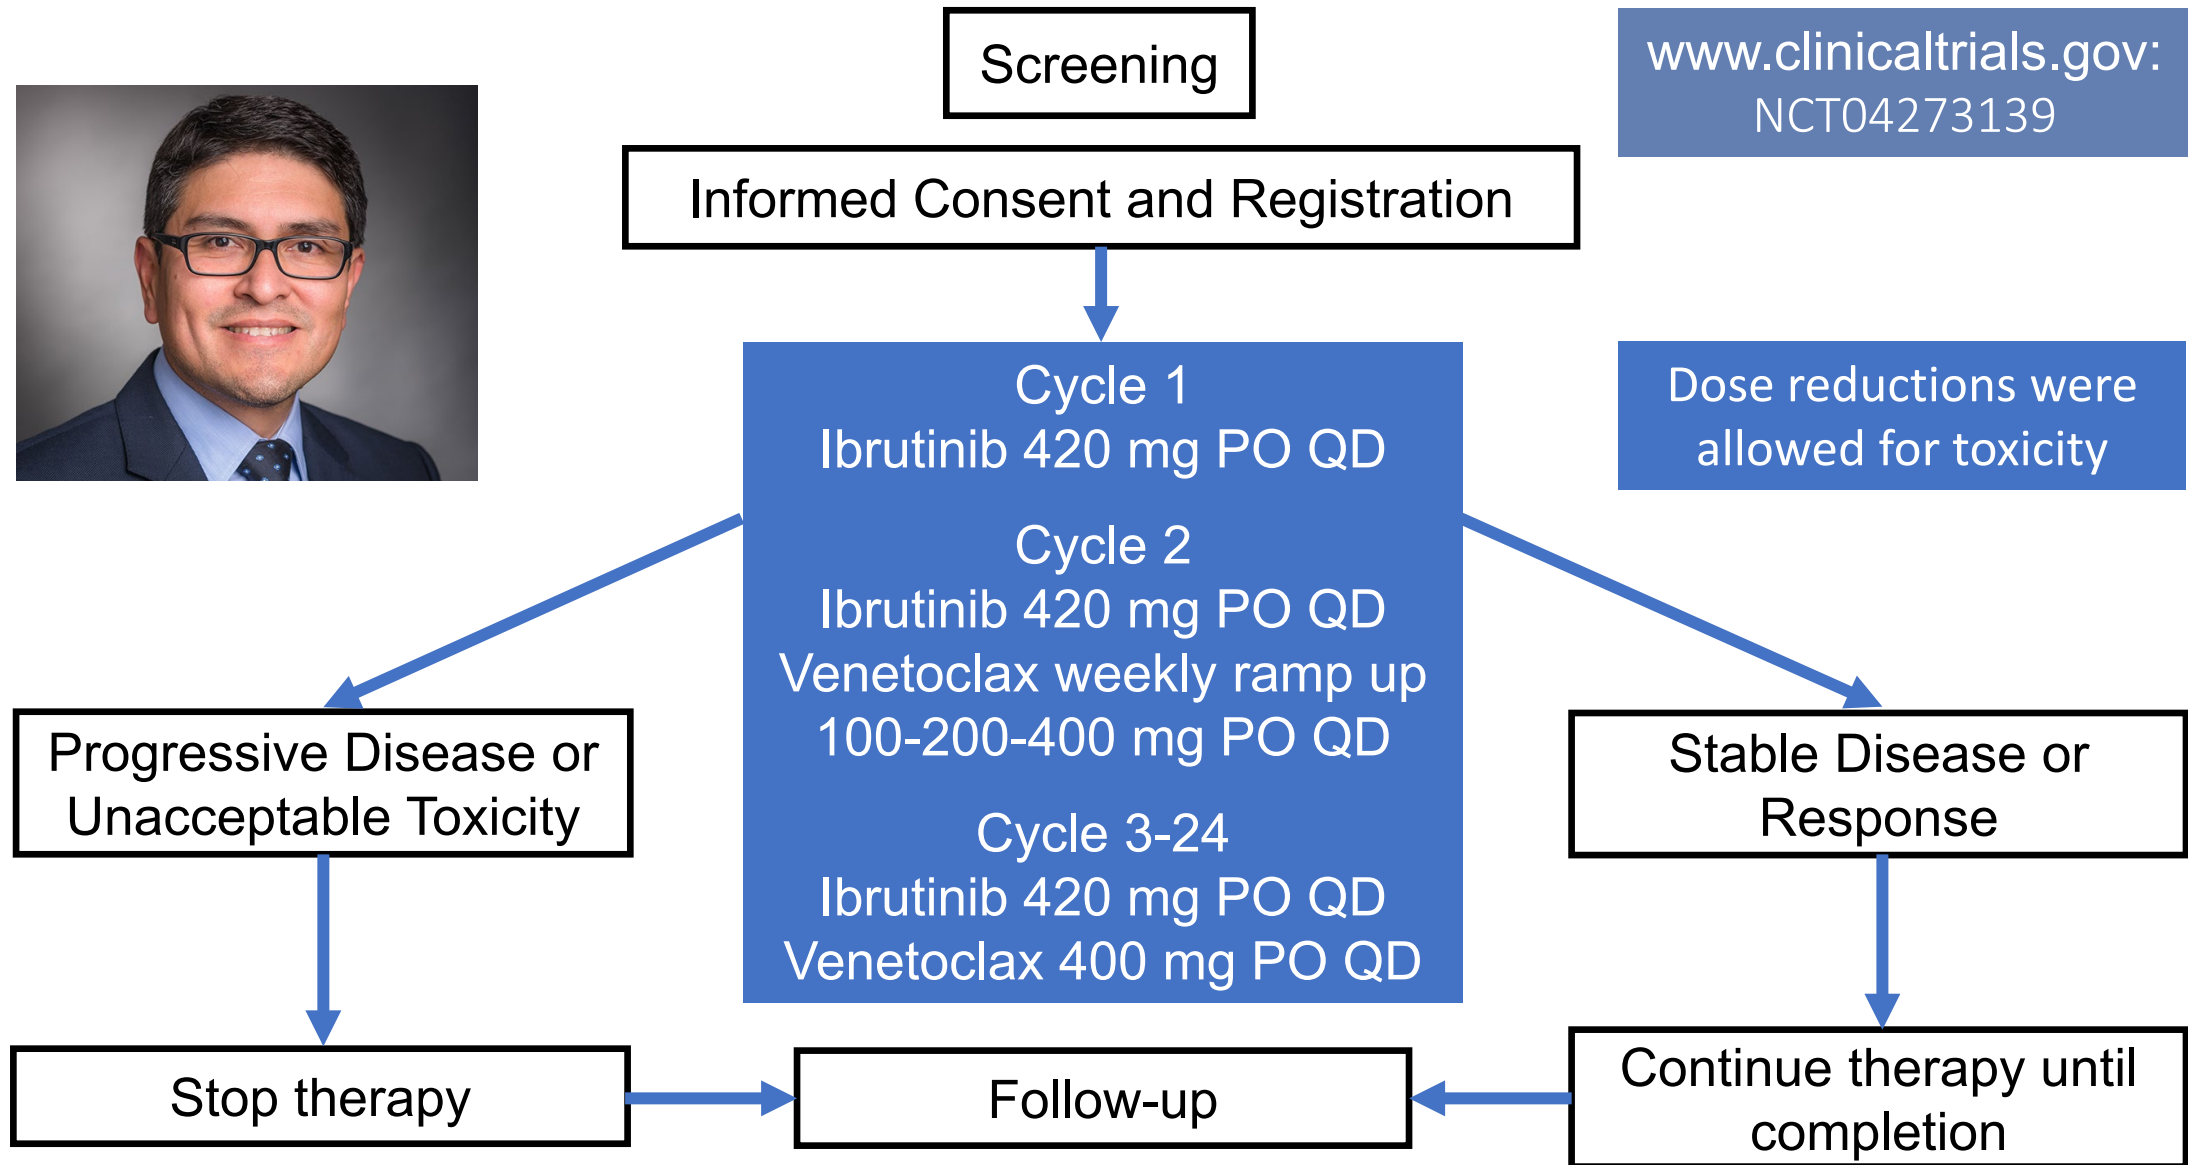 Screening
www.clinicaltrials.gov:
NCT04273139
Informed Consent and Registration
Cycle 1
Ibrutinib 420 mg PO QD
Cycle 2
Ibrutinib 420 mg PO QD
Venetoclax weekly ramp up
100-200-400 mg PO QD
Cycle 3-24
Ibrutinib 420 mg PO QD
Venetoclax 400 mg PO QD
Dose reductions were
allowed for toxicity
Progressive Disease or
Unacceptable Toxicity
Stable Disease or
Response
Stop therapy
Follow-up
Continue therapy until
completion